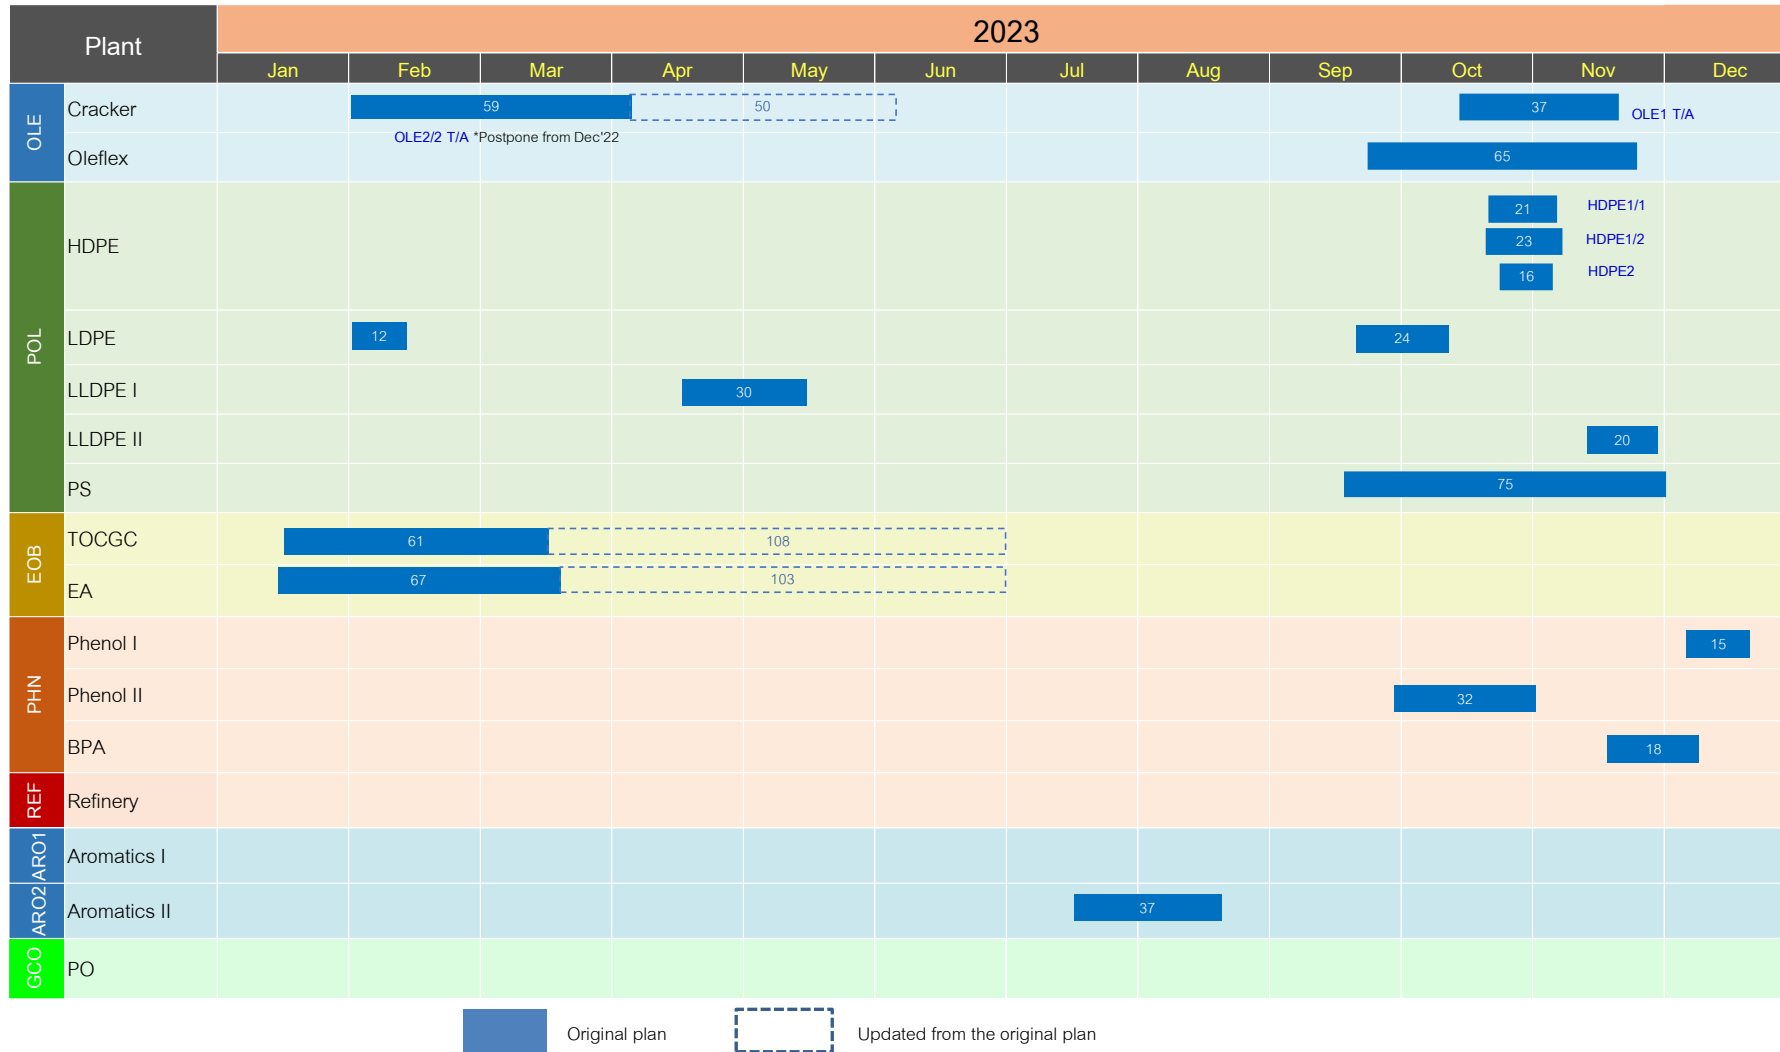 Plant
2023
Jan Feb Mar Apr May Jun Jul Aug Sep Oct Nov Dec
OLE
Cracker
59
50
37
OLE1 T/A
OLE2/2 T/A *Postpone from Dec'22
Oleflex
65
POL
HDPE
21
HDPE1/1
23
HDPE1/2
16
HDPE2
LDPE
12
24
LLDPE I
30
LLDPE II
20
PS
75
EOB
TOCGC
61
108
EA
67
103
PHN
Phenol I
15
Phenol II
32
BPA
18
REF
Refinery
ARO1
Aromatics I
ARO2
Aromatics II
37
GCO
PO
Original plan
Updated from the original plan